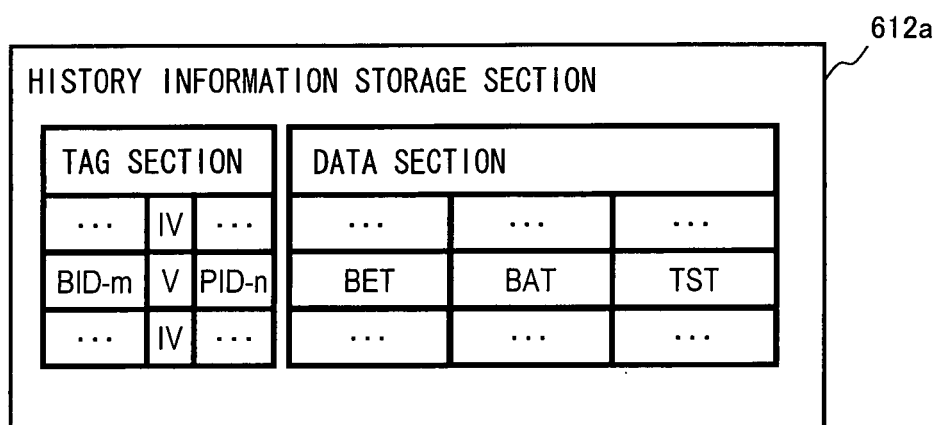 612a
HISTORY INFORMATION STORAGE SECTION
TAG SECTION DATA SECTION
... IV ... ... ... ...
BID-m V PID-n BET BAT TST
... IV ... ... ... ...